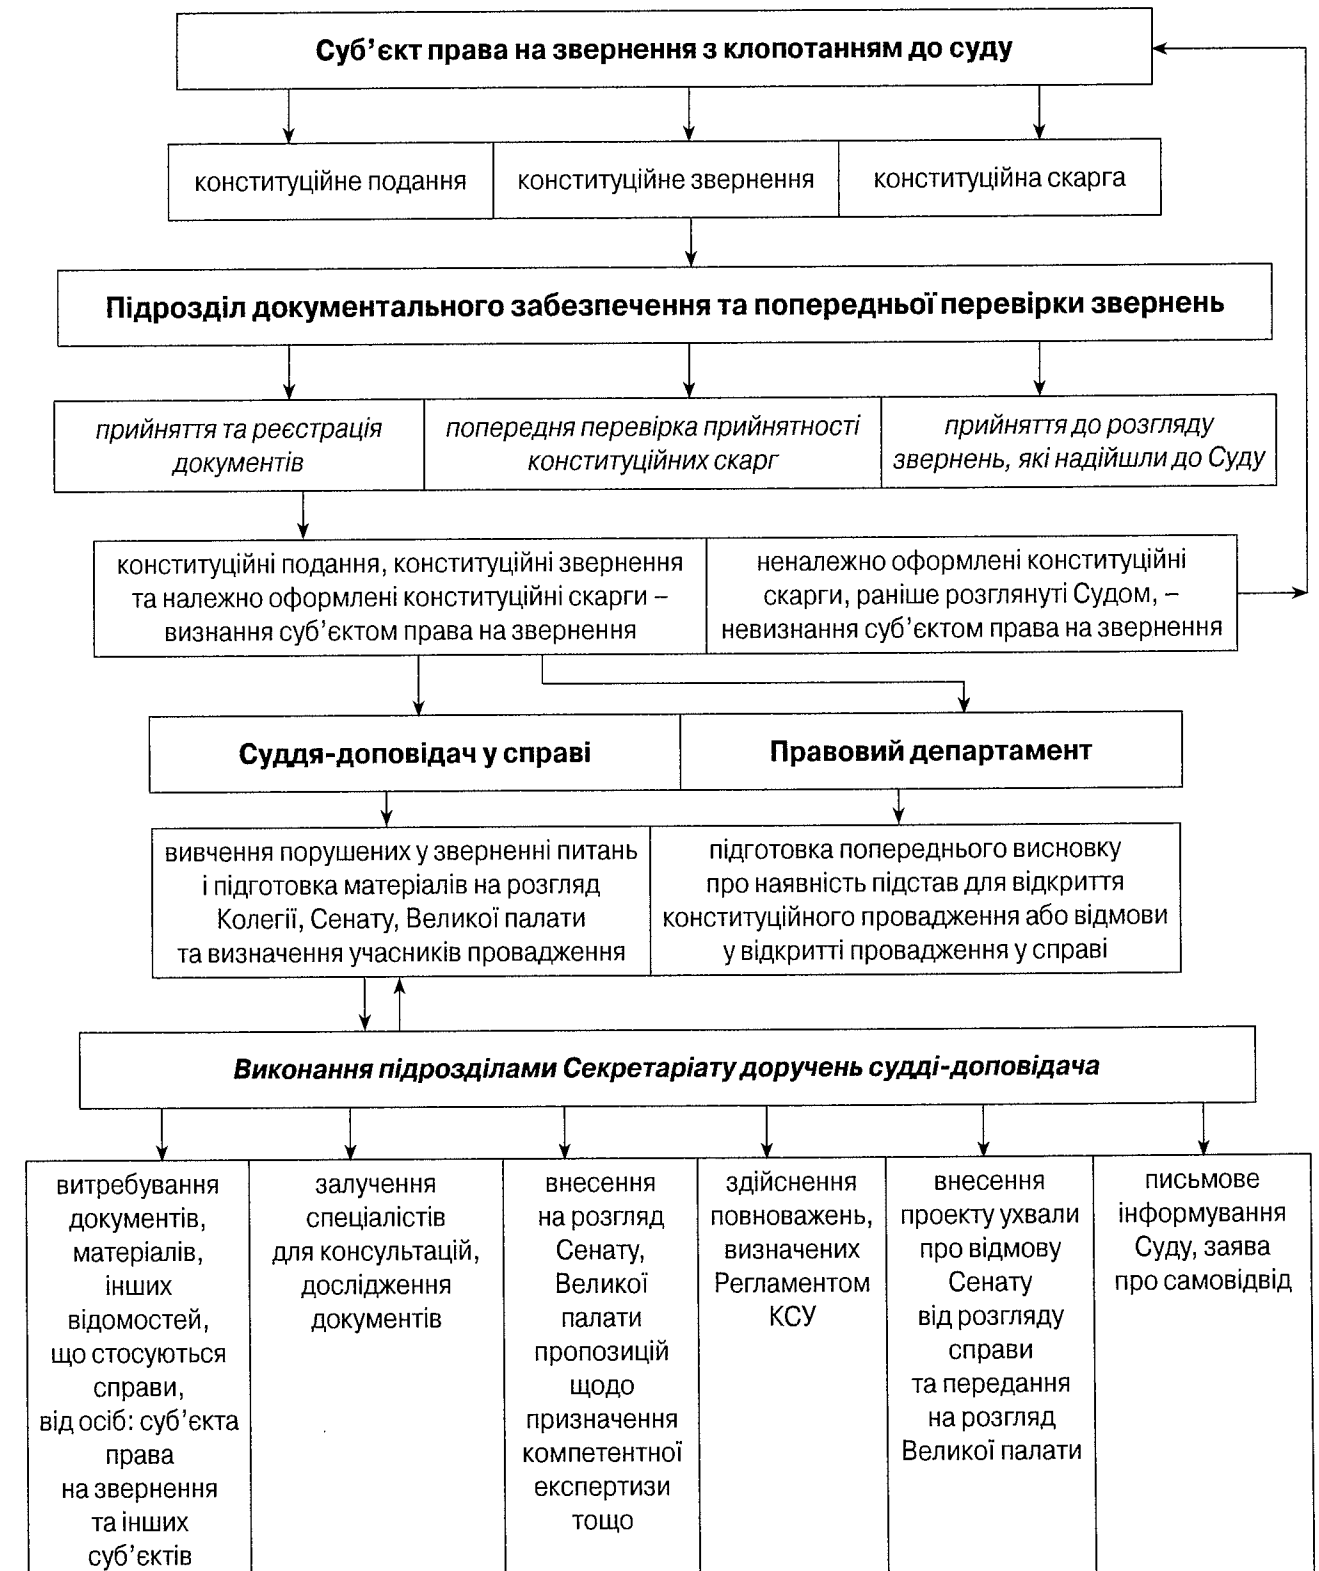 Суб’єкт права на звернення з клопотанням до суду
конституційне подання
конституційне звернення
конституційна скарга
Підрозділ документального забезпечення та попередньої перевірки звернень
прийняття та реєстрація
документів
попередня перевірка прийнятності
конституційних скарг
прийняття до розгляду
звернень, які надійшли до Суду
конституційні подання, конституційні звернення
та належно оформлені конституційні скарги –
визнання суб’єктом права на звернення
неналежно оформлені конституційні
скарги, раніше розглянуті Судом, –
невизнання суб’єктом права на звернення
Суддя-доповідач у справі
Правовий департамент
вивчення порушених у зверненні питань
і підготовка матеріалів на розгляд
Колегії, Сенату, Великої палати
та визначення учасників провадження
підготовка попереднього висновку
про наявність підстав для відкриття
конституційного провадження або відмови
у відкритті провадження у справі
Виконання підрозділами Секретаріату доручень судді-доповідача
витребування
документів,
матеріалів,
інших
відомостей,
що стосуються
справи,
від осіб: суб’єкта
права
на звернення
та інших
суб’єктів
залучення
спеціалістів
для консультацій,
дослідження
документів
внесення
на розгляд
Сенату,
Великої
палати
пропозицій
щодо
призначення
компетентної
експертизи
тощо
здійснення
повноважень,
визначених
Регламентом
КСУ
внесення
проекту ухвали
про відмову
Сенату
від розгляду
справи
та передання
на розгляд
Великої палати
письмове
інформування
Суду, заява
про самовідвід